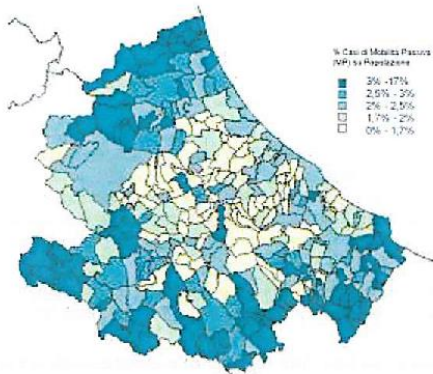 % Casi di Mobilità Passiva
(MP) su Popolazione
3% -17%
2,5% - 3%
2% - 2,5%
1,7% - 2%
0% - 1,7%